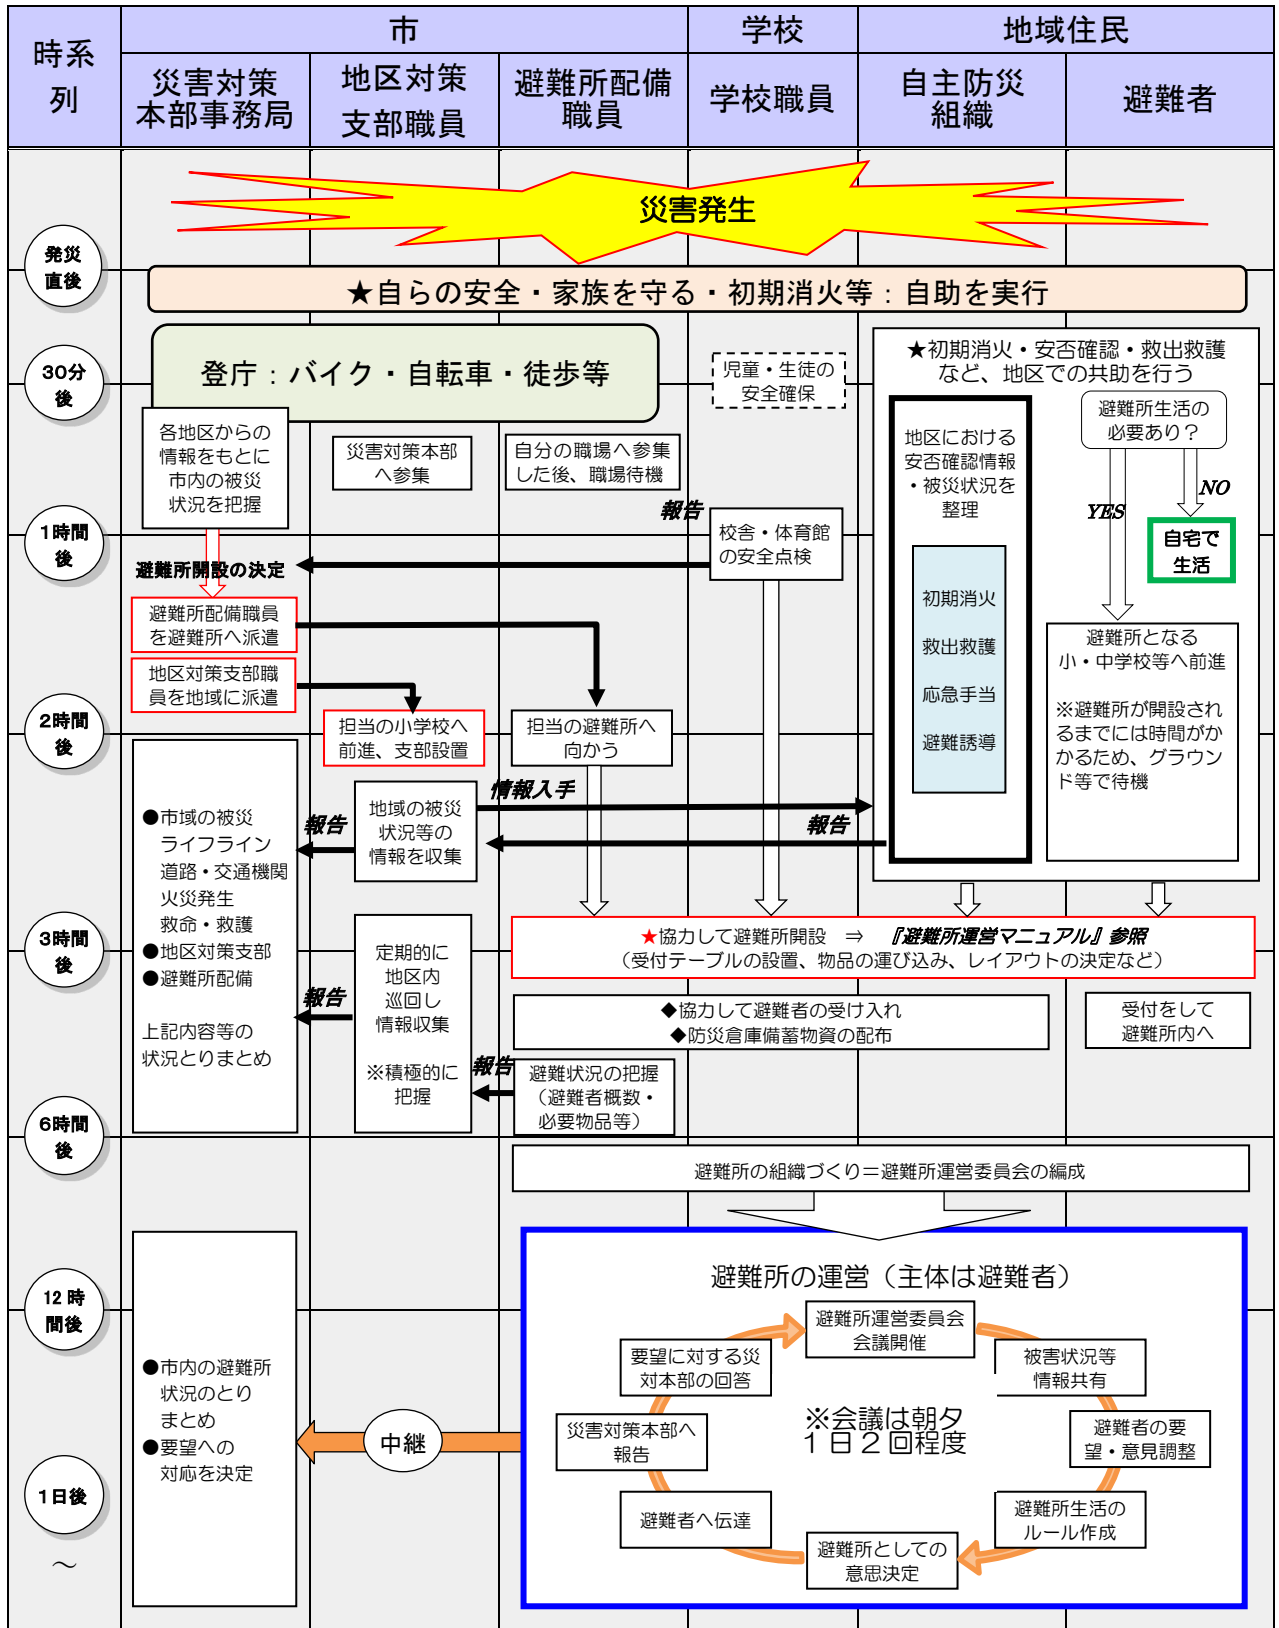 時系
列
市
学校
地域住民
災害対策
本部事務局
地区対策
支部職員
避難所配備
職員
学校職員
自主防災
組織
避難者
災害発生
発災
直後
★自らの安全・家族を守る・初期消火等：自助を実行
30分
後
登庁：バイク・自転車・徒歩等
児童・生徒の
安全確保
★初期消火・安否確認・救出救護
など、地区での共助を行う
各地区からの
情報をもとに
市内の被災
状況を把握
災害対策本部
へ参集
自分の職場へ参集
した後、職場待機
地区における
安否確認情報
・被災状況を
整理
避難所生活の
必要あり？
NO
YES
自宅で
生活
1時間
後
報告
校舎・体育館
の安全点検
避難所開設の決定
初期消火
救出救護
応急手当
避難誘導
避難所配備職員
を避難所へ派遣
地区対策支部職
員を地域に派遣
避難所となる
小・中学校等へ前進
※避難所が開設され
るまでには時間がか
かるため、グラウン
ド等で待機
2時間
後
担当の小学校へ
前進、支部設置
担当の避難所へ
向かう
●市域の被災
ライフライン
道路・交通機関
火災発生
救命・救護
●地区対策支部
●避難所配備
上記内容等の
状況とりまとめ
報告
地域の被災
状況等の
情報を収集
情報入手
報告
3時間
後
★協力して避難所開設　⇒　『避難所運営マニュアル』参照
（受付テーブルの設置、物品の運び込み、レイアウトの決定など）
報告
定期的に
地区内
巡回し
情報収集
※積極的に
把握
◆協力して避難者の受け入れ
◆防災倉庫備蓄物資の配布
受付をして
避難所内へ
報告
避難状況の把握
（避難者概数・
必要物品等）
6時間
後
避難所の組織づくり＝避難所運営委員会の編成
12時
間後
避難所の運営（主体は避難者）
避難所運営委員会
会議開催
被害状況等
情報共有
避難者の要
望・意見調整
避難所生活の
ルール作成
避難所としての
意思決定
避難者へ伝達
災害対策本部へ
報告
要望に対する災
対本部の回答
※会議は朝夕
１日２回程度
中継
●市内の避難所
状況のとり
まとめ
●要望への
対応を決定
1日後
～